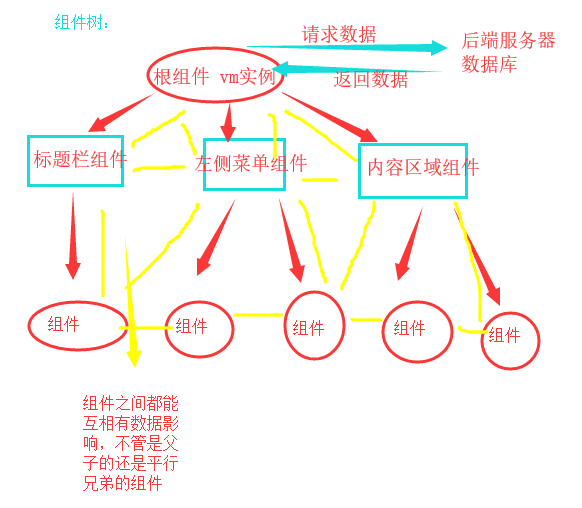 组件树：
请求数据
后端服务器
数据库
根组件 vm实例
返回数据
标题栏组件
左侧菜单组件
内容区域组件
组件
组件
组件
组件
组件
组件之间都能
互相有数据影
响，不管是父
子的还是平行
兄弟的组件